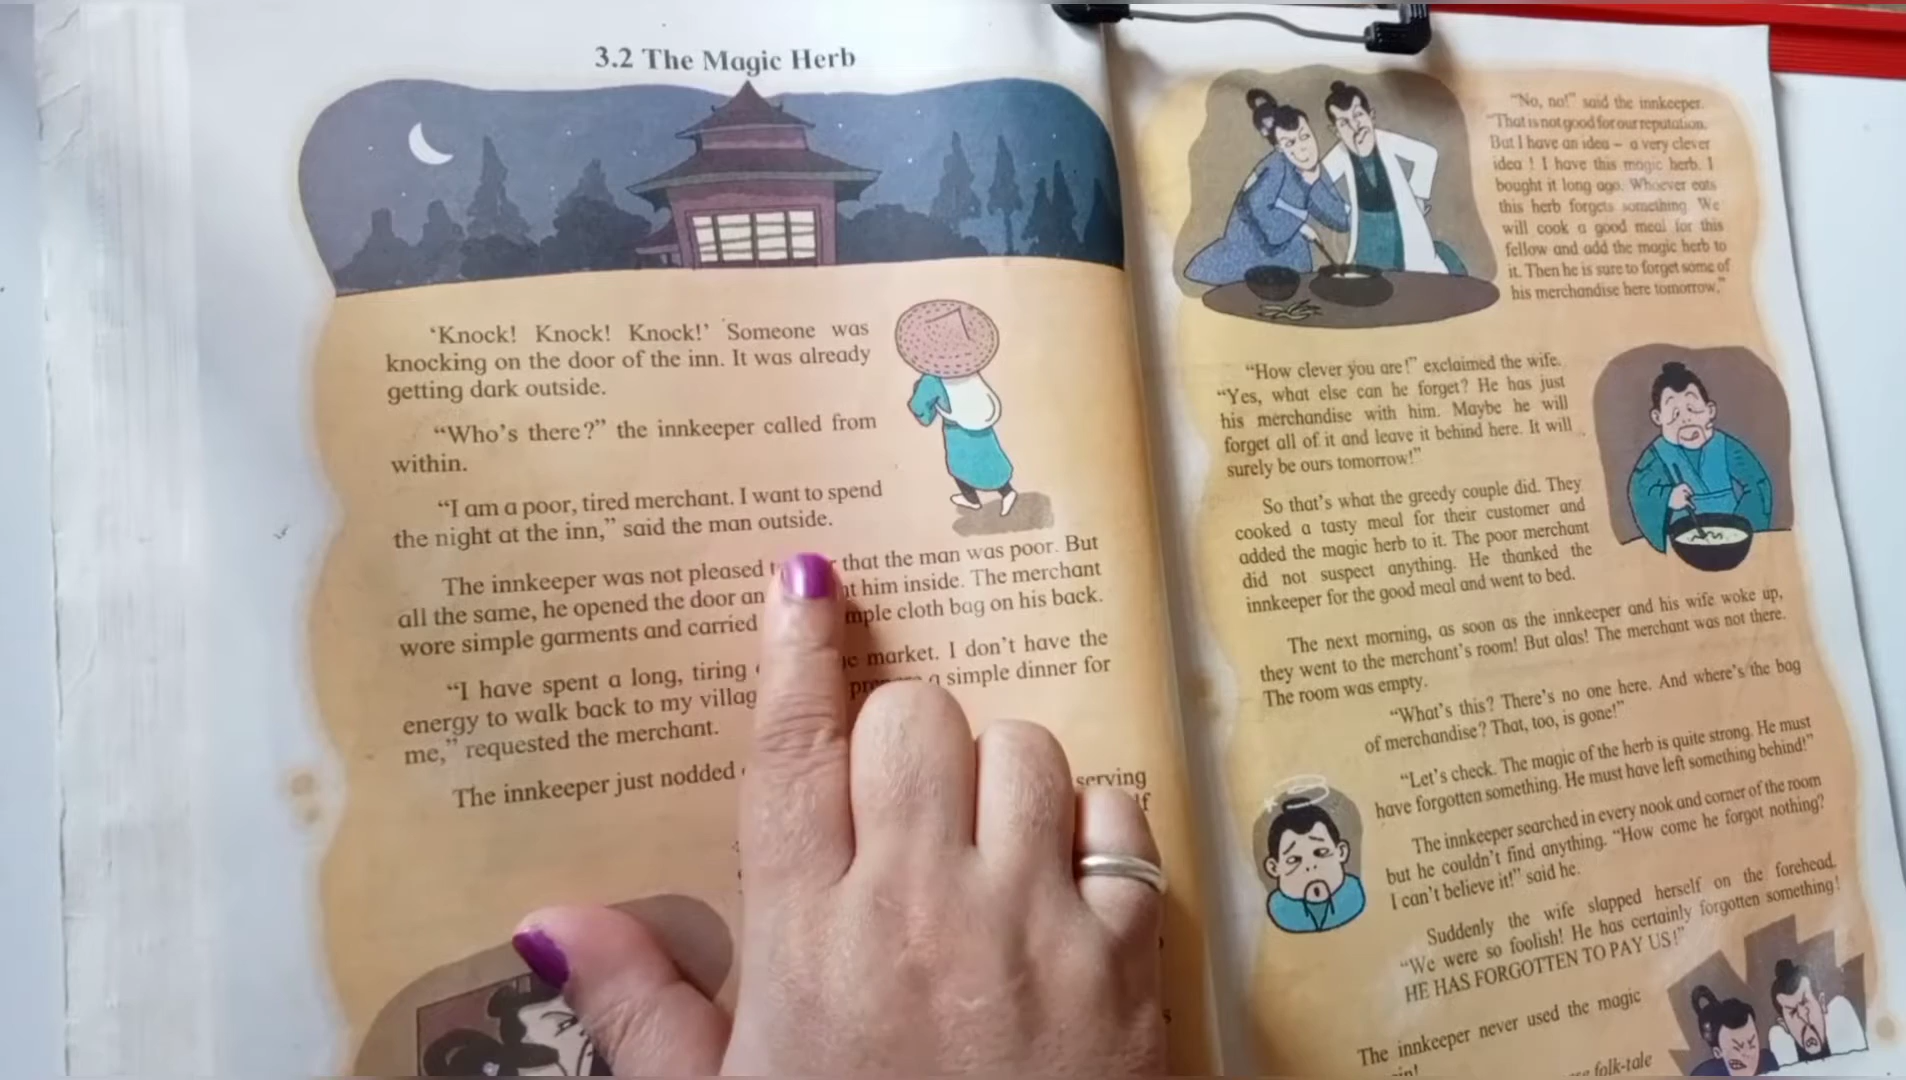 3.2 The Magic Herb
‘Knock! Knock! Knock!’ Someone was
knocking on the door of the inn. It was already
getting dark outside.
“Who’s there?” the innkeeper called from
within.
“I am a poor, tired merchant. I want to spend
the night at the inn,” said the man outside.
The innkeeper was not pleased that the man was poor. But
all the same, he opened the door him inside. The merchant
wore simple garments and carried cloth bag on his back.
“I have spent a long, tiring market. I don’t have the
energy to walk back to my a simple dinner for
me,” requested the merchant.
The innkeeper just nodded serving
“No, no!” said the innkeeper.
“That is not good for our reputation.
But I have an idea – a very clever
idea ! I have this magic herb. I
bought it long ago. Whoever eats
this herb forgets something. We
will cook a good meal for this
fellow and add the magic herb to
it. Then he is sure to forget some of
his merchandise here tomorrow.”
“How clever you are!” exclaimed the wife.
“Yes, what else can he forget? He has just
his merchandise with him. Maybe he will
forget all of it and leave it behind here. It will
surely be ours tomorrow!”
So that’s what the greedy couple did. They
cooked a tasty meal for their customer and
added the magic herb to it. The poor merchant
did not suspect anything. He thanked the
innkeeper for the good meal and went to bed.
The next morning, as soon as the innkeeper and his wife woke up,
they went to the merchant’s room! But alas! The merchant was not there.
The room was empty.
“What’s this? There’s no one here. And where’s the bag
of merchandise? That, too, is gone!”
“Let’s check. The magic of the herb is quite strong. He must
have forgotten something. He must have left something behind!”
The innkeeper searched in every nook and corner of the room
but he couldn’t find anything. “How come he forgot nothing?
I can’t believe it!” said he.
Suddenly the wife slapped herself on the forehead.
“We were so foolish! He has certainly forgotten something!
HE HAS FORGOTTEN TO PAY US!”
The innkeeper never used the magic
folk-tale